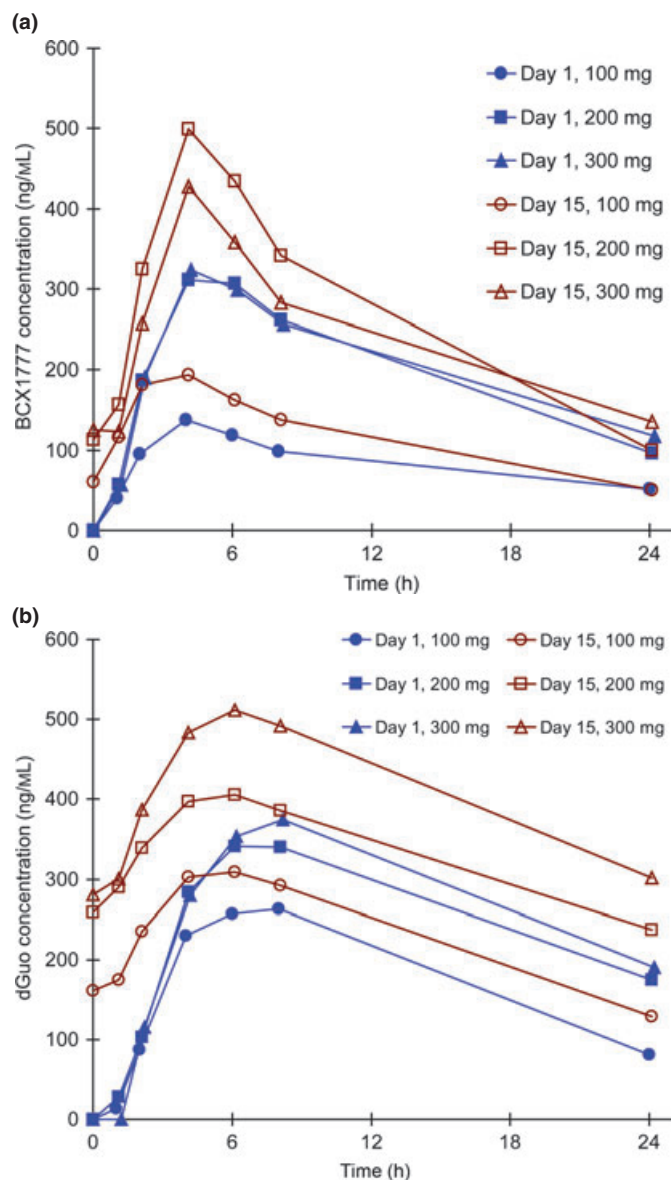 (a)
600
500
400
300
200
100
0
BCX1777 concentration (ng/mL)
Day 1, 100 mg
Day 1, 200 mg
Day 1, 300 mg
Day 15, 100 mg
Day 15, 200 mg
Day 15, 300 mg
0 6 12 18 24
Time (h)
(b)
600
500
400
300
200
100
0
dGuo concentration (ng/mL)
Day 1, 100 mg Day 15, 100 mg
Day 1, 200 mg Day 15, 200 mg
Day 1, 300 mg Day 15, 300 mg
0 6 12 18 24
Time (h)